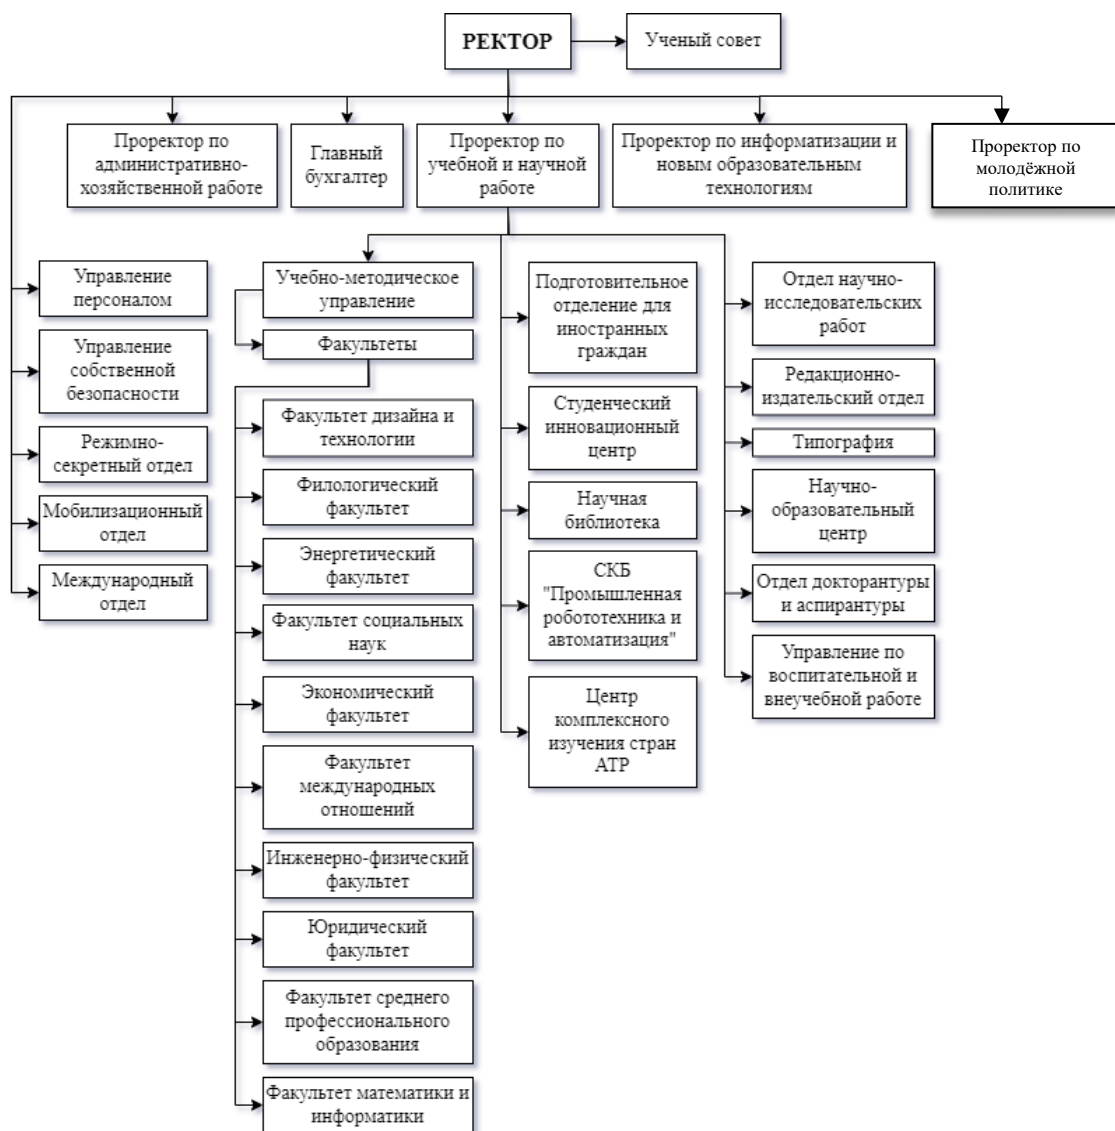 РЕКТОР
Ученый совет
Проректор по
административно-
хозяйственной работе
Главный
бухгалтер
Проректор по
учебной и научной
работе
Проректор по информатизации и
новым образовательным
технологиям
Проректор по
молодёжной
политике
Управление
персоналом
Управление
собственной
безопасности
Режимно-
секретный отдел
Мобилизационный
отдел
Международный
отдел
Учебно-методическое
управление
Факультеты
Факультет дизайна и
технологии
Филологический
факультет
Энергетический
факультет
Факультет социальных
наук
Экономический
факультет
Факультет
международных
отношений
Инженерно-физический
факультет
Юридический
факультет
Факультет среднего
профессионального
образования
Факультет математики и
информатики
Подготовительное
отделение для
иностранных
граждан
Студенческий
инновационный
центр
Научная
библиотека
СКБ
"Промышленная
робототехника и
автоматизация"
Центр
комплексного
изучения стран
АТР
Отдел научно-
исследовательских
работ
Редакционно-
издательский отдел
Типография
Научно-
образовательный
центр
Отдел докторантуры
и аспирантуры
Управление по
воспитательной и
внеучебной работе